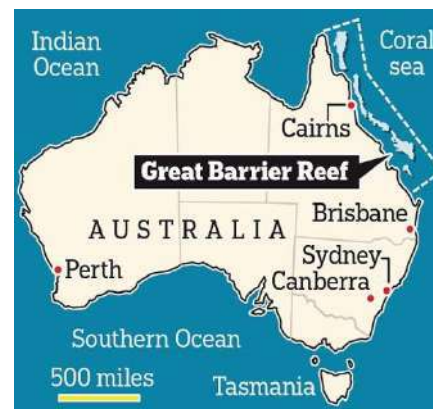 Indian
Ocean
Coral
sea
Cairns
Great Barrier Reef
AUSTRALIA
Brisbane
Sydney
Canberra
Perth
Southern Ocean
500 miles
Tasmania